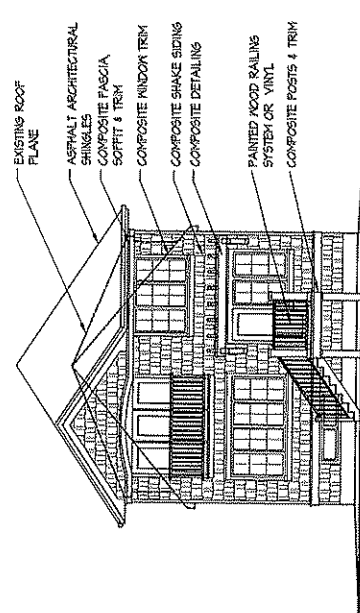 EXISTING ROOF
PLANE
ASPHALT ARCHITECTURAL
SHINGLES
COMPOSITE FASCIA,
SOFFIT & TRIM
COMPOSITE WINDOW TRIM
COMPOSITE SHAKE SIDING
COMPOSITE DETAILING
PAINTED WOOD RAILING
SYSTEM OR VINYL
COMPOSITE POSTS & TRIM